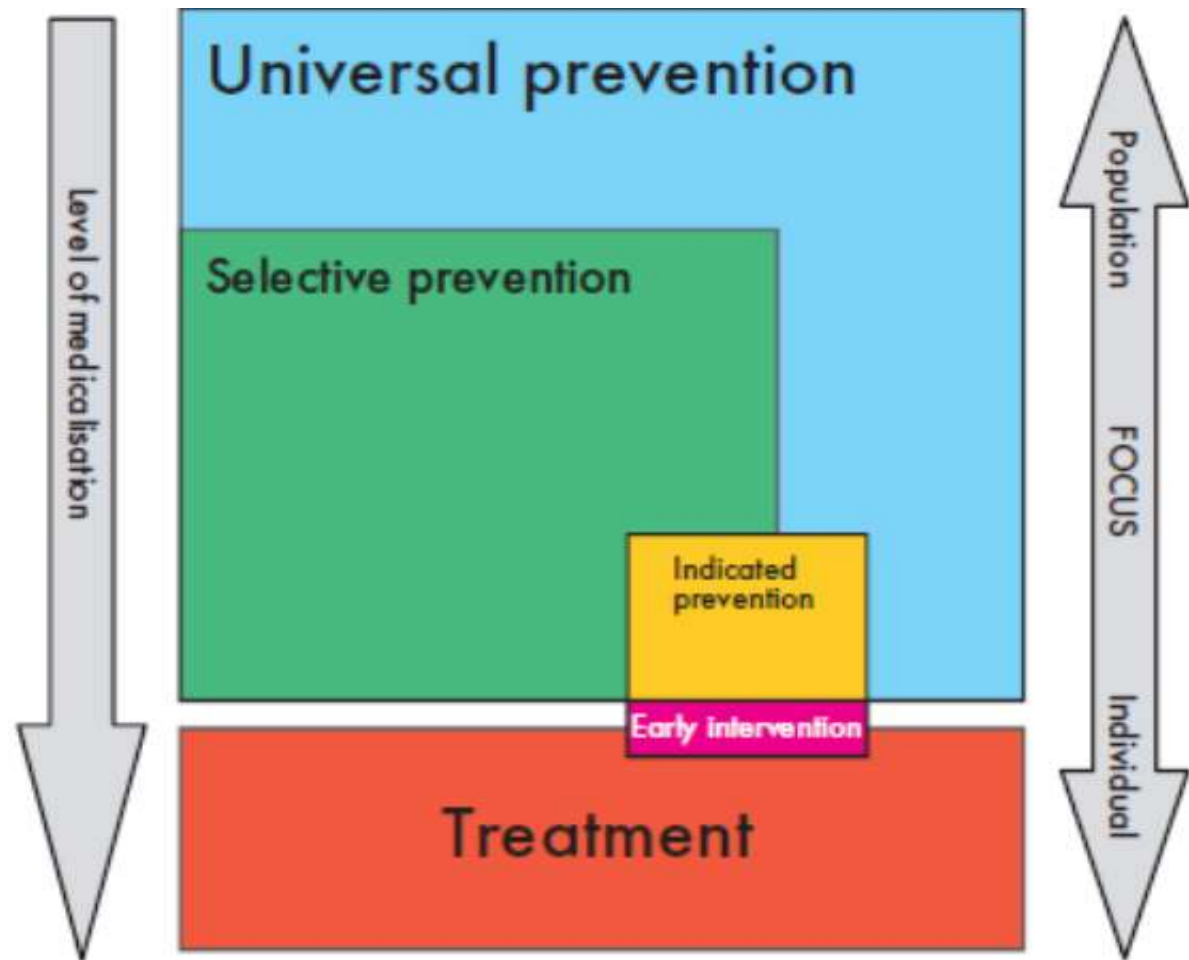 Universal prevention
Level of medicalisation
Population
FOCUS
Individual
Selective prevention
Indicated
prevention
Early intervention
Treatment